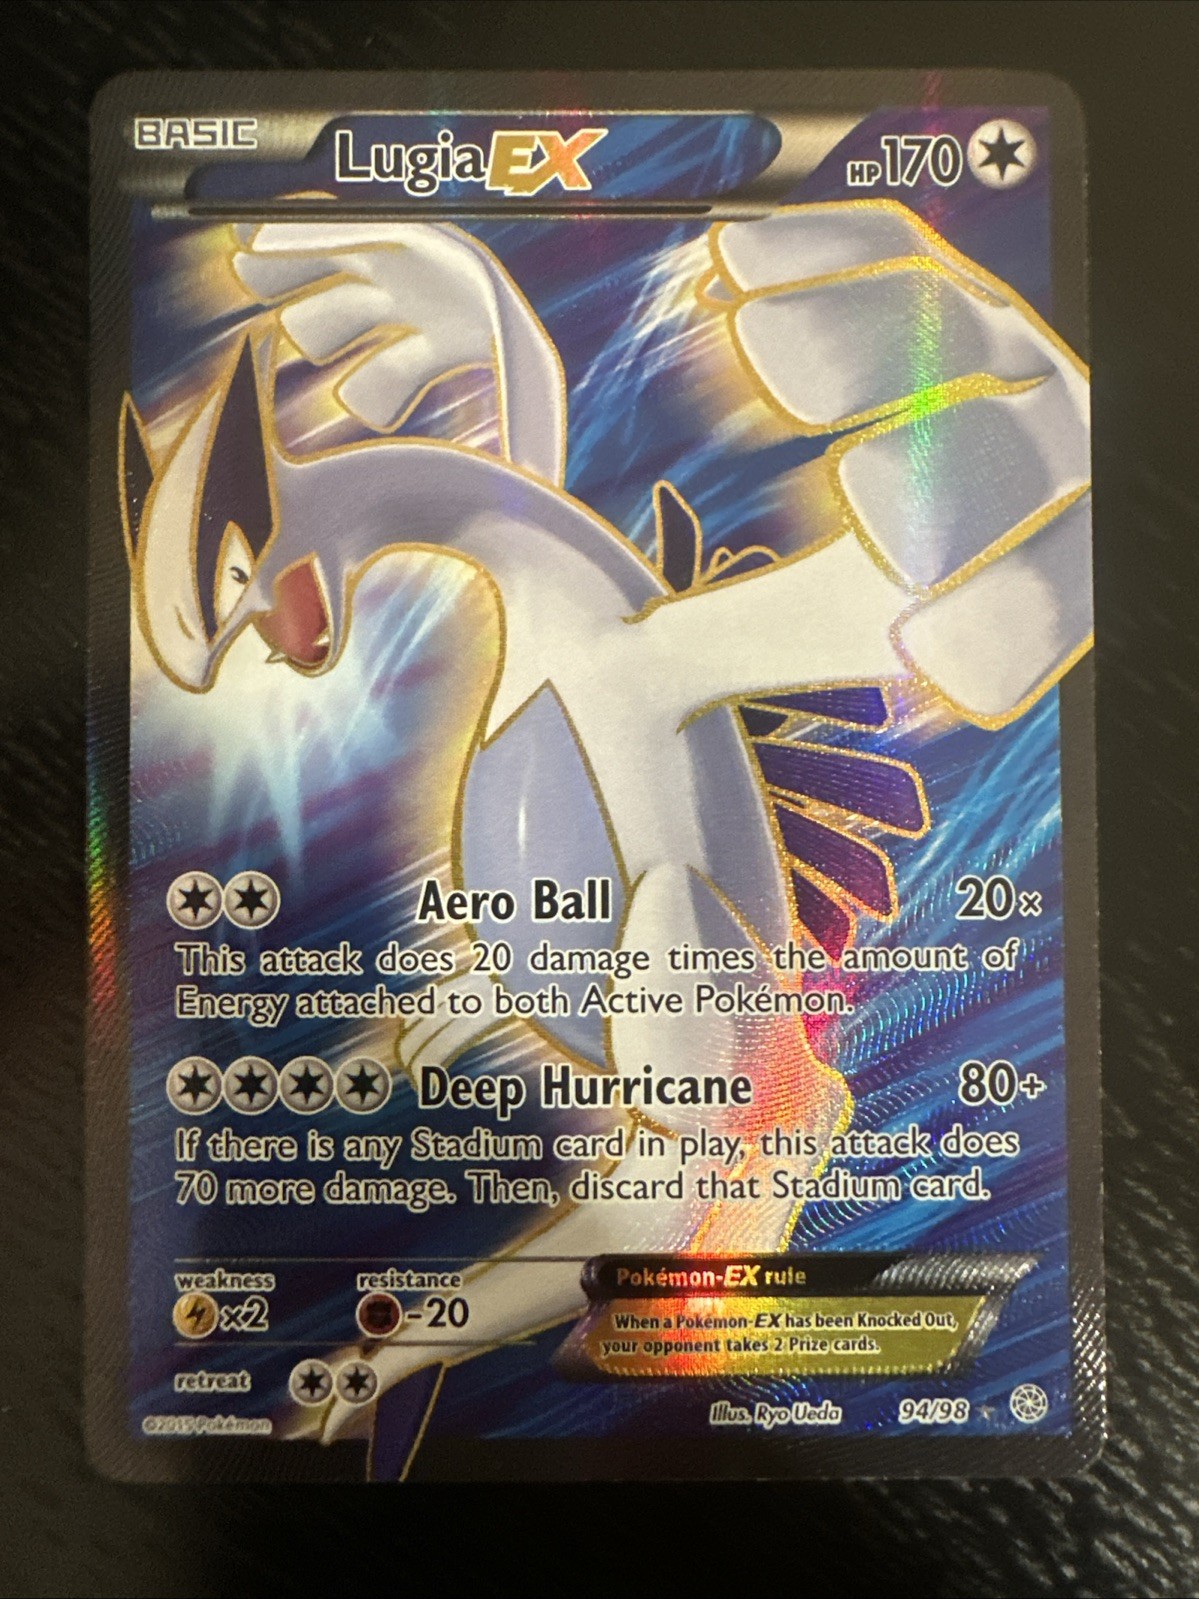 BASIC
LugiaEX
HP170
Aero Ball 20×
This attack does 20 damage times the amount of
Energy attached to both Active Pokémon.
Deep Hurricane 80+
If there is any Stadium card in play, this attack does
70 more damage. Then, discard that Stadium card.
weakness
×2
resistance
-20
retreat
Pokémon-EX rule
When a Pokémon-EX has been Knocked Out,
your opponent takes 2 Prize cards.
©2015 Pokémon
Illus. Ryo Ueda
94/98